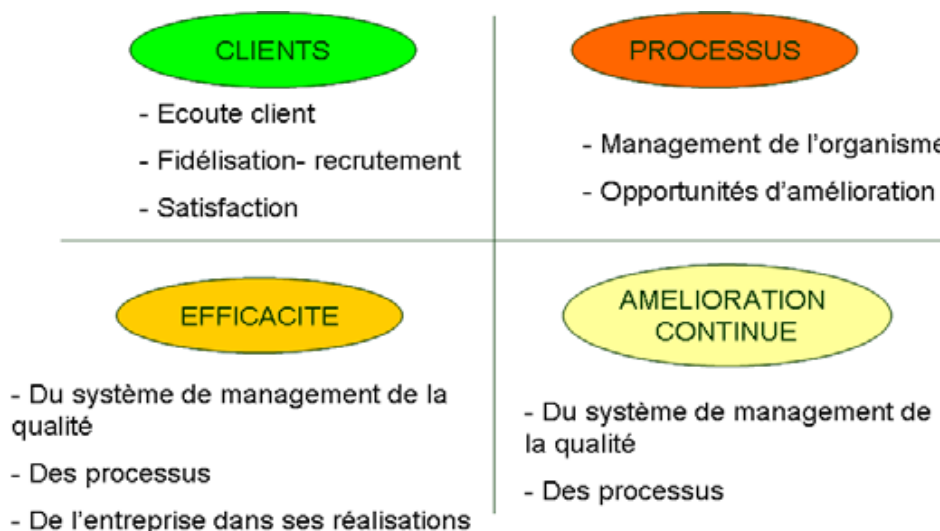 CLIENTS
- Ecoute client
- Fidélisation- recrutement
- Satisfaction
PROCESSUS
- Management de l'organisme
- Opportunités d'amélioration
EFFICACITE
- Du système de management de la
qualité
- Des processus
- De l'entreprise dans ses réalisations
AMELIORATION
CONTINUE
- Du système de management de
la qualité
- Des processus